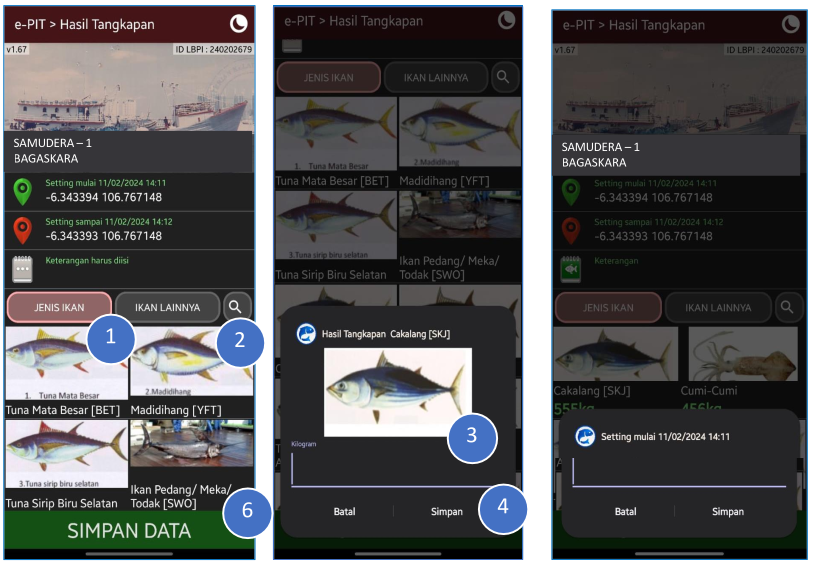 e-PIT > Hasil Tangkapan
v1.67
ID LBPI : 240202679
SAMUDERA – 1
BAGASKARA
Setting mulai 11/02/2024 14:11
-6.343394 106.767148
Setting sampai 11/02/2024 14:12
-6.343393 106.767148
Keterangan harus diisi
JENIS IKAN
IKAN LAINNYA
1
2
1. Tuna Mata Besar
2.Madidihang
Tuna Mata Besar [BET]
Madidihang [YFT]
3.Tuna sirip biru selatan
Tuna Sirip Biru Selatan
Ikan Pedang/ Meka/
Todak [SWO]
6
SIMPAN DATA
e-PIT > Hasil Tangkapan
JENIS IKAN
IKAN LAINNYA
1. Tuna Mata Besar
2.Madidihang
Tuna Mata Besar [BET]
Madidihang [YFT]
3.Tuna sirip biru selatan
Tuna Sirip Biru Selatan
Ikan Pedang/ Meka/
Todak [SWO]
Hasil Tangkapan Cakalang [SKJ]
3
Kilogram
4
Batal
Simpan
e-PIT > Hasil Tangkapan
v1.67
ID LBPI : 240202679
SAMUDERA – 1
BAGASKARA
Setting mulai 11/02/2024 14:11
-6.343394 106.767148
Setting sampai 11/02/2024 14:12
-6.343393 106.767148
Keterangan
JENIS IKAN
IKAN LAINNYA
Cakalang [SKJ]
Cumi-Cumi
555kg
456kg
Setting mulai 11/02/2024 14:11
Batal
Simpan